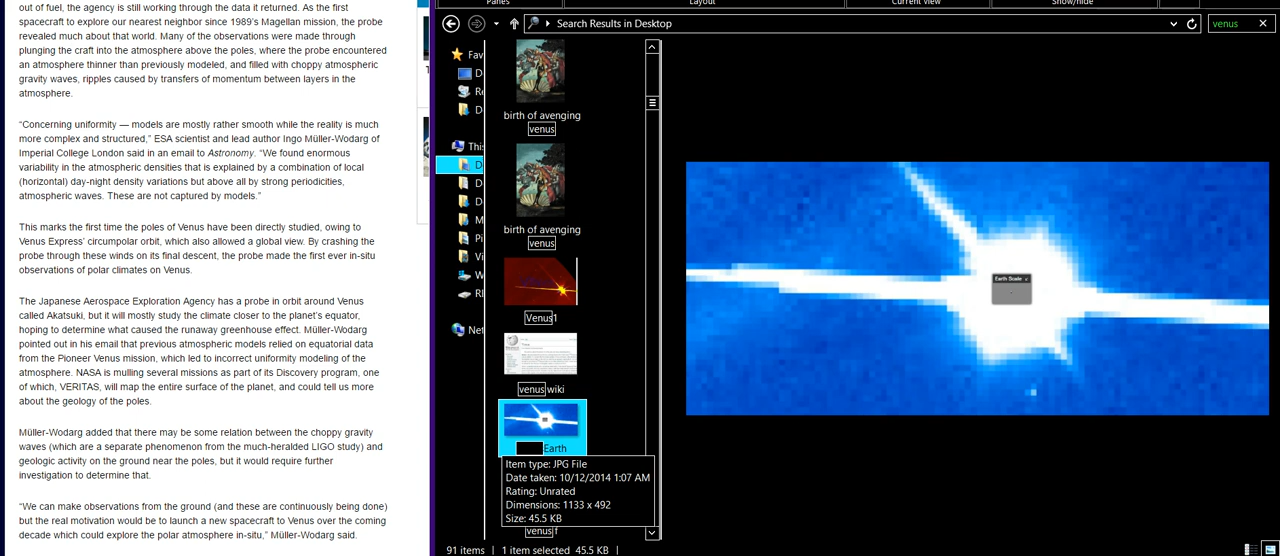 out of fuel, the agency is still working through the data it returned. As the first
spacecraft to explore our nearest neighbor since 1989's Magellan mission, the probe
revealed much about that world. Many of the observations were made through
plunging the craft into the atmosphere above the poles, where the probe encountered
an atmosphere thinner than previously modeled, and filled with choppy atmospheric
gravity waves, ripples caused by transfers of momentum between layers in the
atmosphere.
“Concerning uniformity — models are mostly rather smooth while the reality is much
more complex and structured,” ESA scientist and lead author Ingo Müller-Wodarg of
Imperial College London said in an email to Astronomy. “We found enormous
variability in the atmospheric densities that is explained by a combination of local
(horizontal) day-night density variations but above all by strong periodicities,
atmospheric waves. These are not captured by models.”
This marks the first time the poles of Venus have been directly studied, owing to
Venus Express' circumpolar orbit, which also allowed a global view. By crashing the
probe through these winds on its final descent, the probe made the first ever in-situ
observations of polar climates on Venus.
The Japanese Aerospace Exploration Agency has a probe in orbit around Venus
called Akatsuki, but it will mostly study the climate closer to the planet's equator,
hoping to determine what caused the runaway greenhouse effect. Müller-Wodarg
pointed out in his email that previous atmospheric models relied on equatorial data
from the Pioneer Venus mission, which led to incorrect uniformity modeling of the
atmosphere. NASA is mulling several missions as part of its Discovery program, one
of which, VERITAS, will map the entire surface of the planet, and could tell us more
about the geology of the poles.
Müller-Wodarg added that there may be some relation between the choppy gravity
waves (which are a separate phenomenon from the much-heralded LIGO study) and
geologic activity on the ground near the poles, but it would require further
investigation to determine that.
“We can make observations from the ground (and these are continuously being done)
but the real motivation would be to launch a new spacecraft to Venus over the coming
decade which could explore the polar atmosphere in-situ,” Müller-Wodarg said.
Panes Layout Current view Show/hide
Search Results in Desktop
venus
Fav
D
Re
D
This
D
D
D
M
Pi
Vi
W
RI
Net
birth of avenging
venus
birth of avenging
venus
Venus1
venus wiki
Earth
Item type: JPG File
Date taken: 10/12/2014 1:07 AM
Rating: Unrated
Dimensions: 1133 x 492
Size: 45.5 KB
venus f
Earth Scale
91 items
1 item selected 45.5 KB